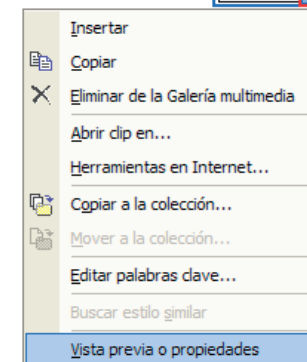 Insertar
Copiar
Eliminar de la Galería multimedia
Abrir clip en...
Herramientas en Internet...
Copiar a la colección...
Mover a la colección...
Editar palabras clave...
Buscar estilo similar
Vista previa o propiedades